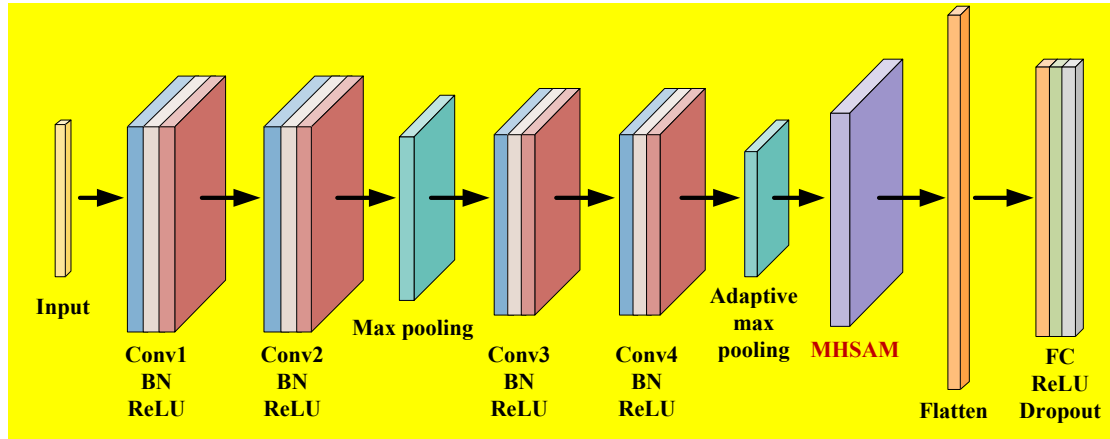 Input
Conv1
BN
ReLU
Conv2
BN
ReLU
Max pooling
Conv3
BN
ReLU
Conv4
BN
ReLU
Adaptive
max
pooling
MHSAM
Flatten
FC
ReLU
Dropout